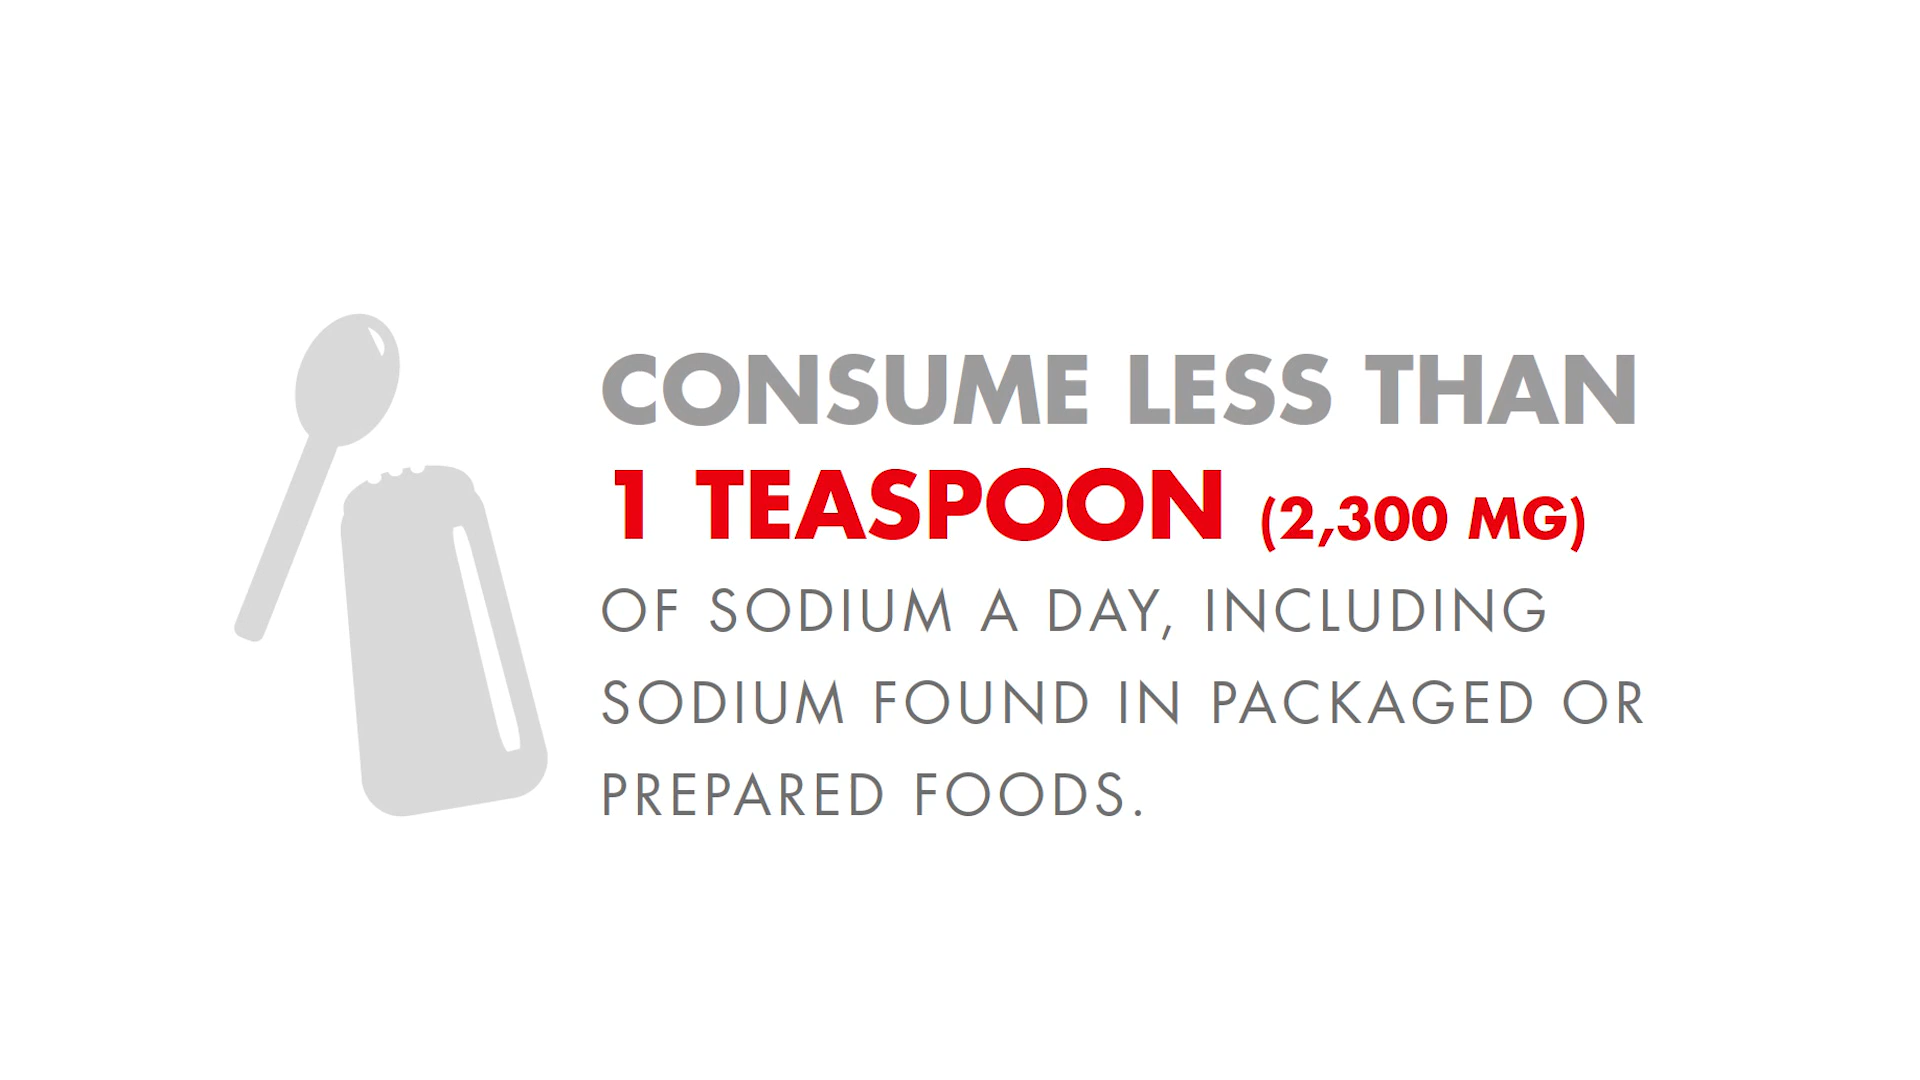 CONSUME LESS THAN
1 TEASPOON (2,300 MG)
OF SODIUM A DAY, INCLUDING
SODIUM FOUND IN PACKAGED OR
PREPARED FOODS.